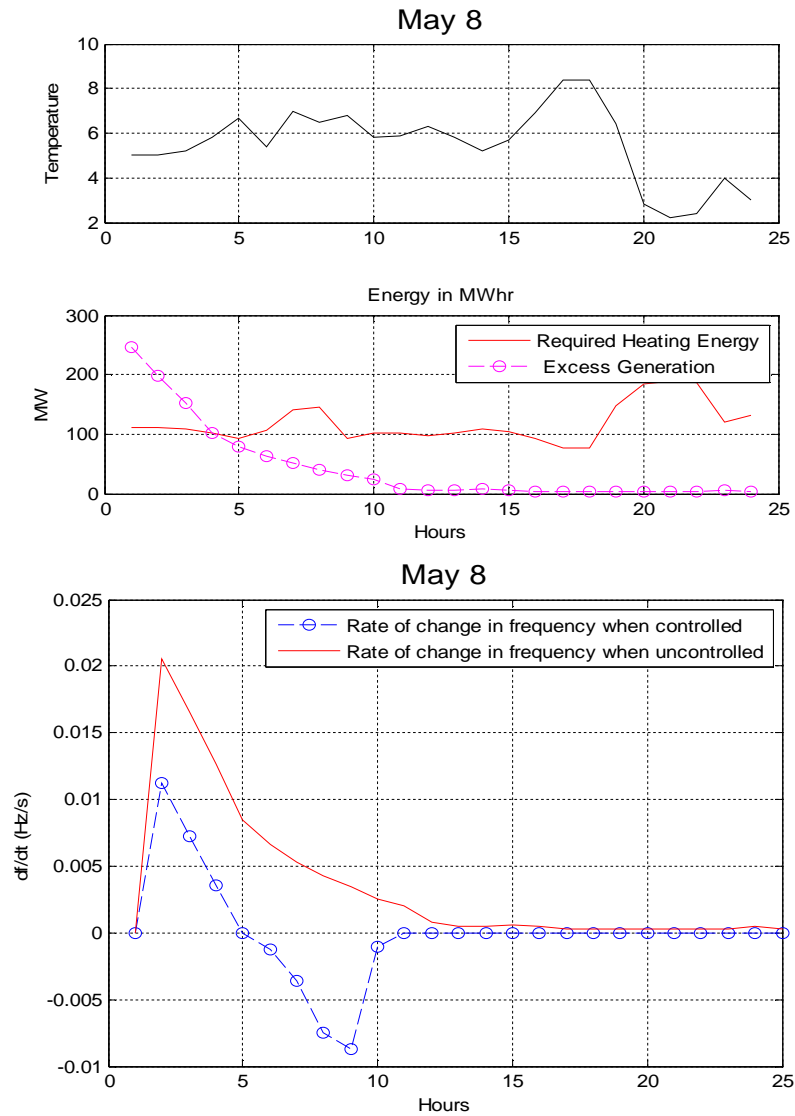 May 8
10
8
6
4
2
Temperature
0 5 10 15 20 25
Energy in MWhr
300
200
100
0
MW
Required Heating Energy
Excess Generation
0 5 10 15 20 25
Hours
May 8
0.025
0.02
0.015
0.01
0.005
0
-0.005
-0.01
df/dt (Hz/s)
Rate of change in frequency when controlled
Rate of change in frequency when uncontrolled
0 5 10 15 20 25
Hours